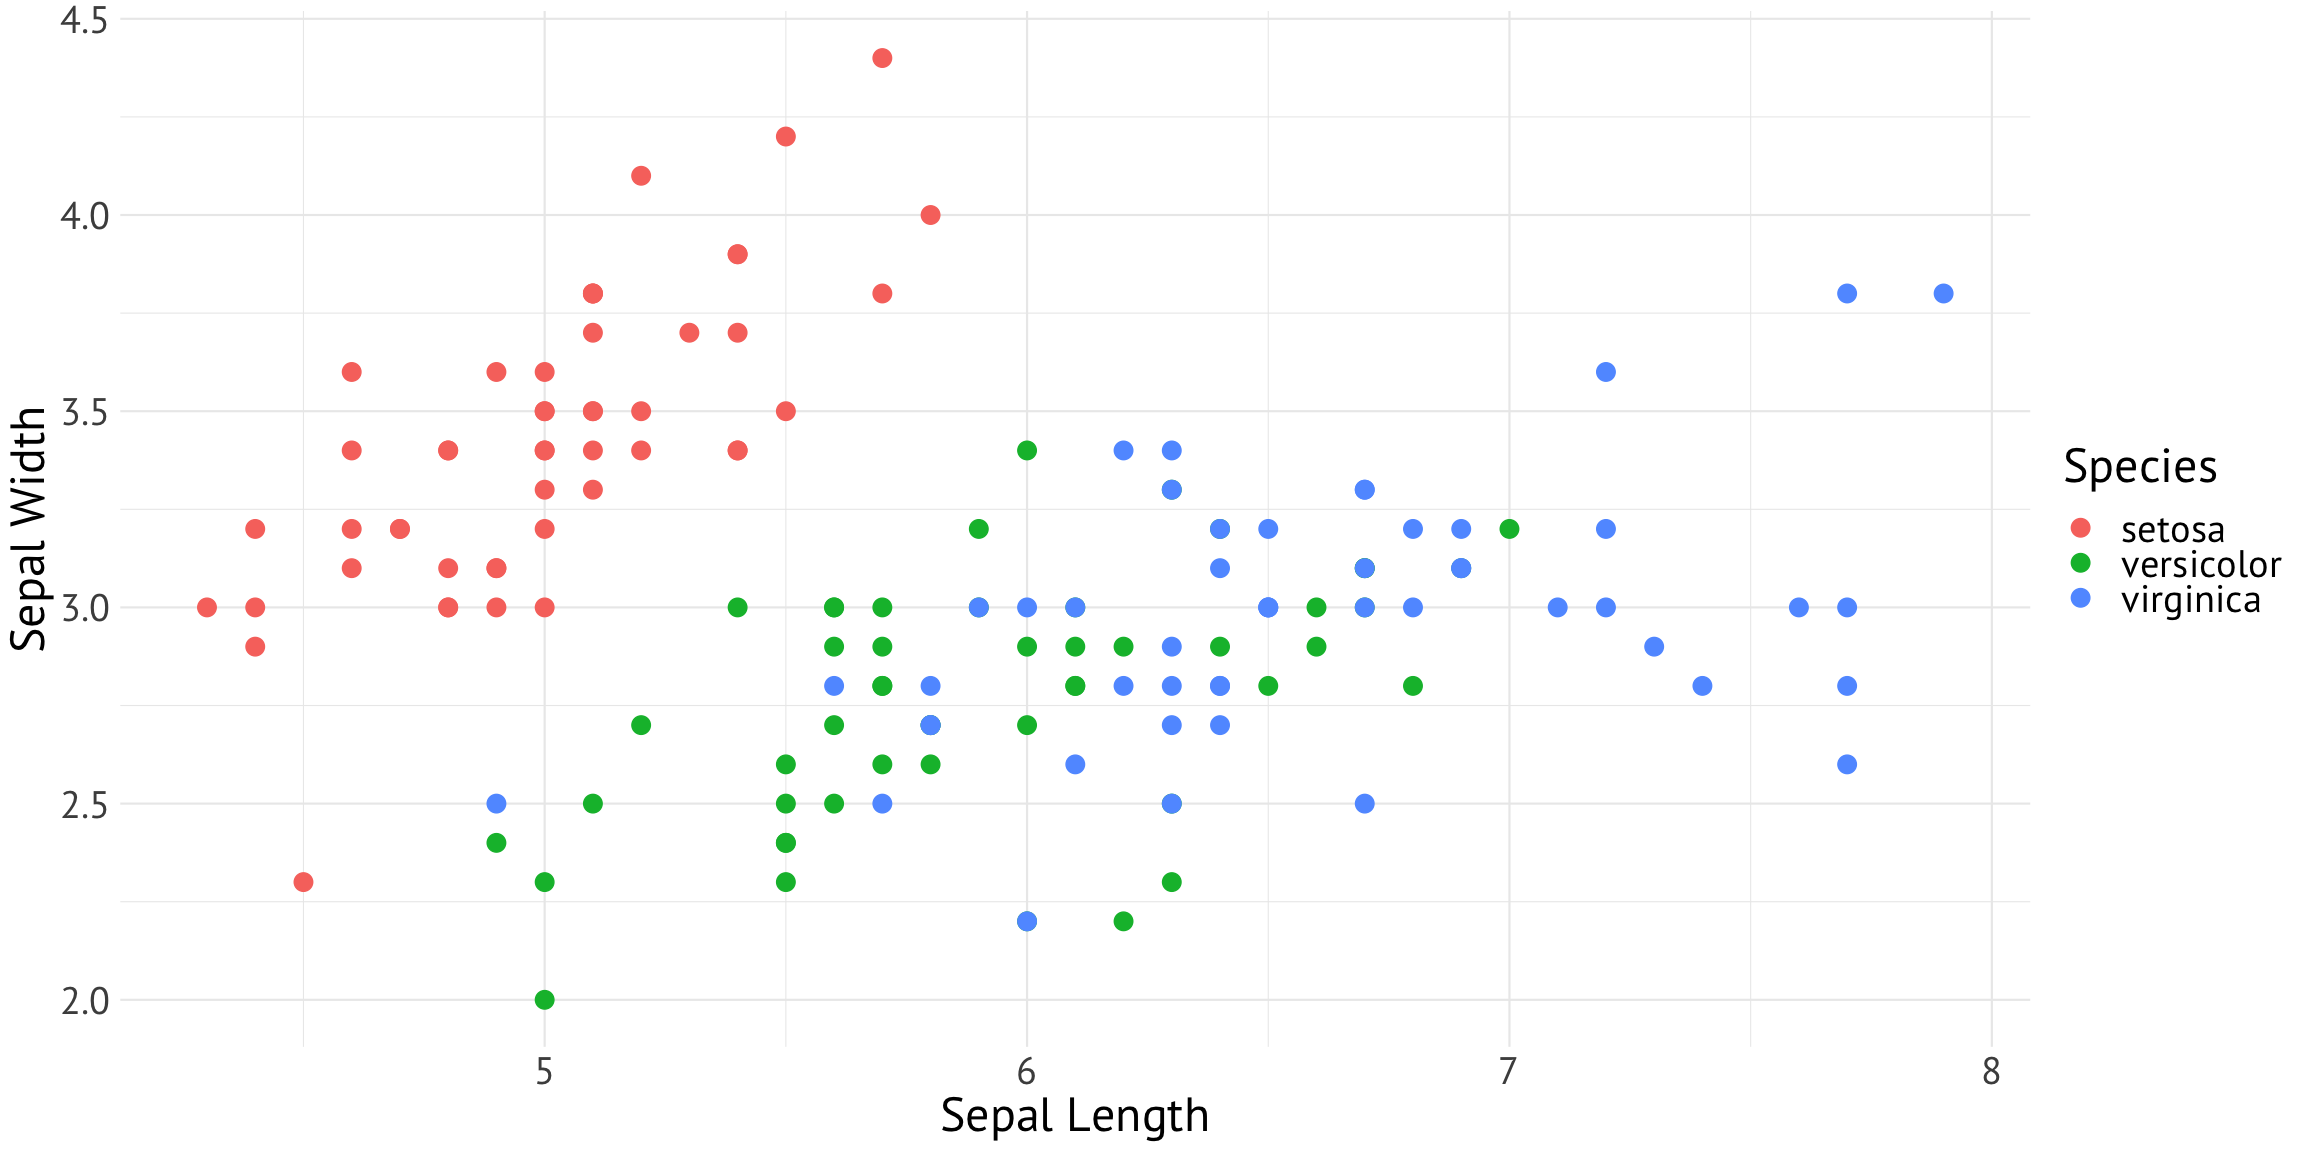 4.5
4.0
3.5
3.0
2.5
2.0
Sepal Width
5 6 7 8
Sepal Length
Species
setosa
versicolor
virginica